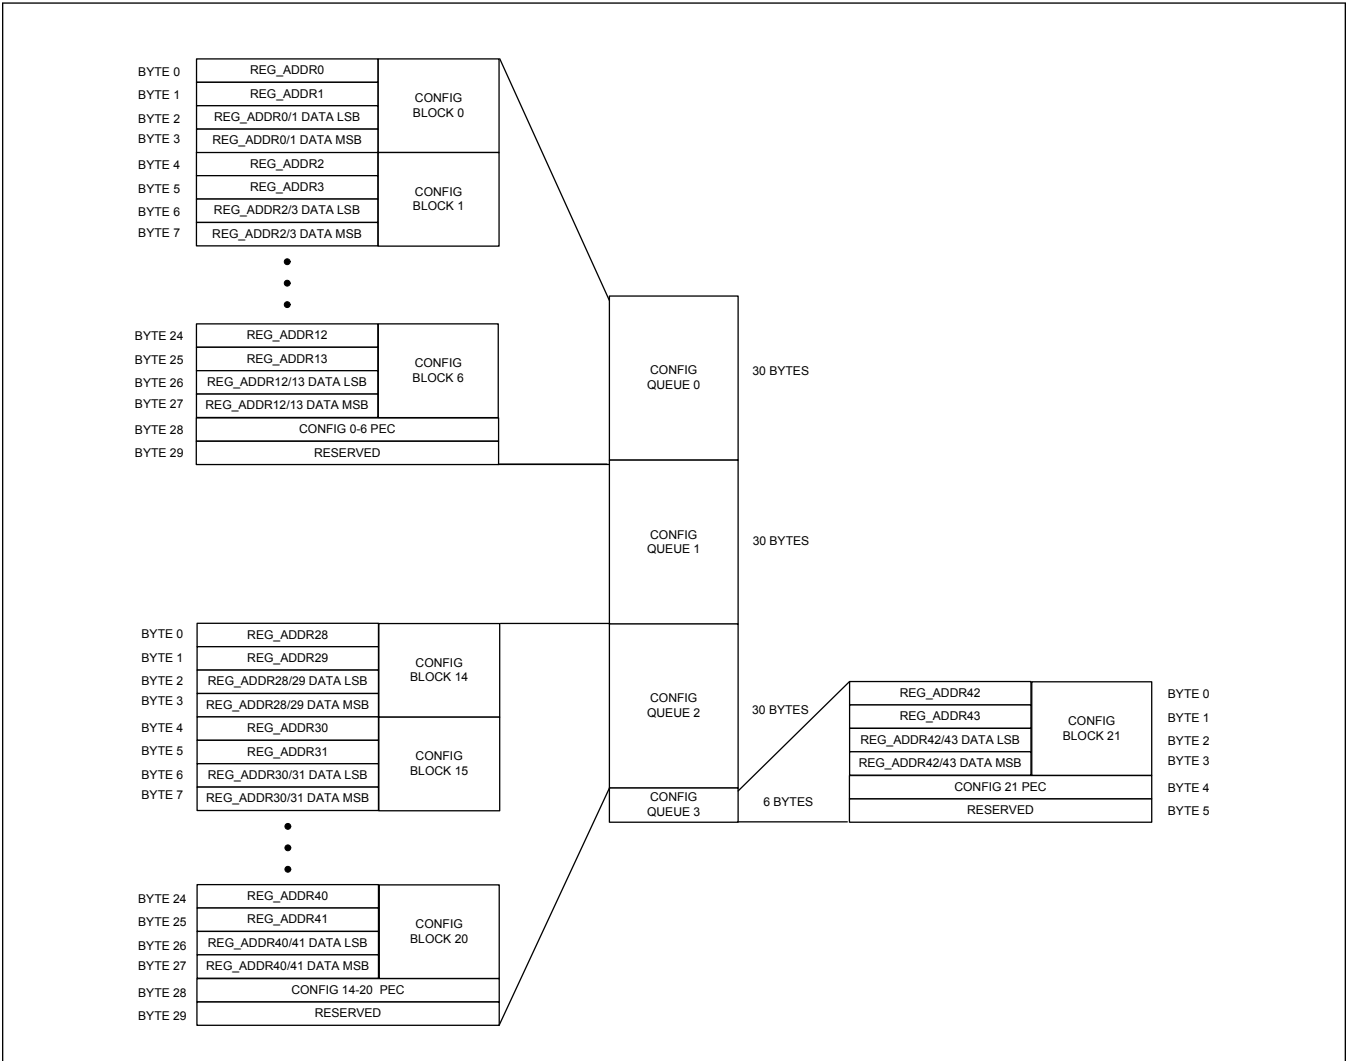 BYTE 0 REG_ADDR0
BYTE 1 REG_ADDR1
BYTE 2 REG_ADDR0/1 DATA LSB
BYTE 3 REG_ADDR0/1 DATA MSB
CONFIG
BLOCK 0
BYTE 4 REG_ADDR2
BYTE 5 REG_ADDR3
BYTE 6 REG_ADDR2/3 DATA LSB
BYTE 7 REG_ADDR2/3 DATA MSB
CONFIG
BLOCK 1
BYTE 24 REG_ADDR12
BYTE 25 REG_ADDR13
BYTE 26 REG_ADDR12/13 DATA LSB
BYTE 27 REG_ADDR12/13 DATA MSB
CONFIG
BLOCK 6
BYTE 28 CONFIG 0-6 PEC
BYTE 29 RESERVED
CONFIG
QUEUE 0
30 BYTES
CONFIG
QUEUE 1
30 BYTES
BYTE 0 REG_ADDR28
BYTE 1 REG_ADDR29
BYTE 2 REG_ADDR28/29 DATA LSB
BYTE 3 REG_ADDR28/29 DATA MSB
CONFIG
BLOCK 14
BYTE 4 REG_ADDR30
BYTE 5 REG_ADDR31
BYTE 6 REG_ADDR30/31 DATA LSB
BYTE 7 REG_ADDR30/31 DATA MSB
CONFIG
BLOCK 15
BYTE 24 REG_ADDR40
BYTE 25 REG_ADDR41
BYTE 26 REG_ADDR40/41 DATA LSB
BYTE 27 REG_ADDR40/41 DATA MSB
CONFIG
BLOCK 20
BYTE 28 CONFIG 14-20 PEC
BYTE 29 RESERVED
CONFIG
QUEUE 2
30 BYTES
CONFIG
QUEUE 3
6 BYTES
REG_ADDR42 BYTE 0
REG_ADDR43 BYTE 1
REG_ADDR42/43 DATA LSB BYTE 2
REG_ADDR42/43 DATA MSB BYTE 3
CONFIG
BLOCK 21
CONFIG 21 PEC BYTE 4
RESERVED BYTE 5